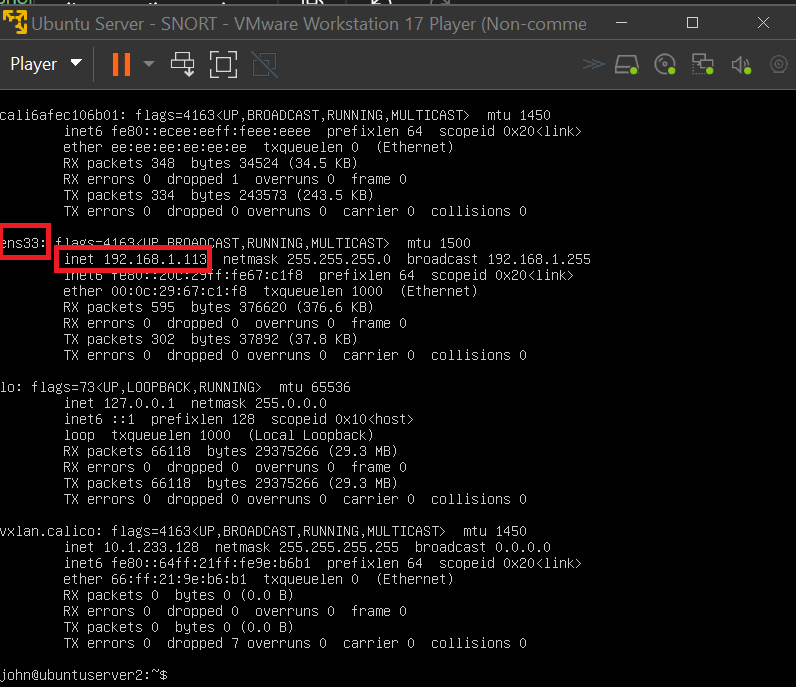 Ubuntu Server - SNORT - VMware Workstation 17 Player (Non-comme
Player
cali6afec106b01: flags=4163<UP,BROADCAST,RUNNING,MULTICAST>  mtu 1450
        inet6 fe80::ecee:eeff:feee:eeee  prefixlen 64  scopeid 0x20<link>
        ether ee:ee:ee:ee:ee:ee  txqueuelen 0  (Ethernet)
        RX packets 348  bytes 34524 (34.5 KB)
        RX errors 0  dropped 1  overruns 0  frame 0
        TX packets 334  bytes 243573 (243.5 KB)
        TX errors 0  dropped 0 overruns 0  carrier 0  collisions 0
ens33: flags=4163<UP,BROADCAST,RUNNING,MULTICAST>  mtu 1500
        inet 192.168.1.113  netmask 255.255.255.0  broadcast 192.168.1.255
        inet6 fe80::20c:29ff:fe67:c1f8  prefixlen 64  scopeid 0x20<link>
        ether 00:0c:29:67:c1:f8  txqueuelen 1000  (Ethernet)
        RX packets 595  bytes 376620 (376.6 KB)
        RX errors 0  dropped 0  overruns 0  frame 0
        TX packets 302  bytes 37892 (37.8 KB)
        TX errors 0  dropped 0 overruns 0  carrier 0  collisions 0
lo: flags=73<UP,LOOPBACK,RUNNING>  mtu 65536
        inet 127.0.0.1  netmask 255.0.0.0
        inet6 ::1  prefixlen 128  scopeid 0x10<host>
        loop  txqueuelen 1000  (Local Loopback)
        RX packets 66118  bytes 29375266 (29.3 MB)
        RX errors 0  dropped 0  overruns 0  frame 0
        TX packets 66118  bytes 29375266 (29.3 MB)
        TX errors 0  dropped 0 overruns 0  carrier 0  collisions 0
vxlan.calico: flags=4163<UP,BROADCAST,RUNNING,MULTICAST>  mtu 1450
        inet 10.1.233.128  netmask 255.255.255.255  broadcast 0.0.0.0
        inet6 fe80::64ff:21ff:fe9e:b6b1  prefixlen 64  scopeid 0x20<link>
        ether 66:ff:21:9e:b6:b1  txqueuelen 0  (Ethernet)
        RX packets 0  bytes 0 (0.0 B)
        RX errors 0  dropped 0  overruns 0  frame 0
        TX packets 0  bytes 0 (0.0 B)
        TX errors 0  dropped 7 overruns 0  carrier 0  collisions 0
john@ubuntuserver2:~$